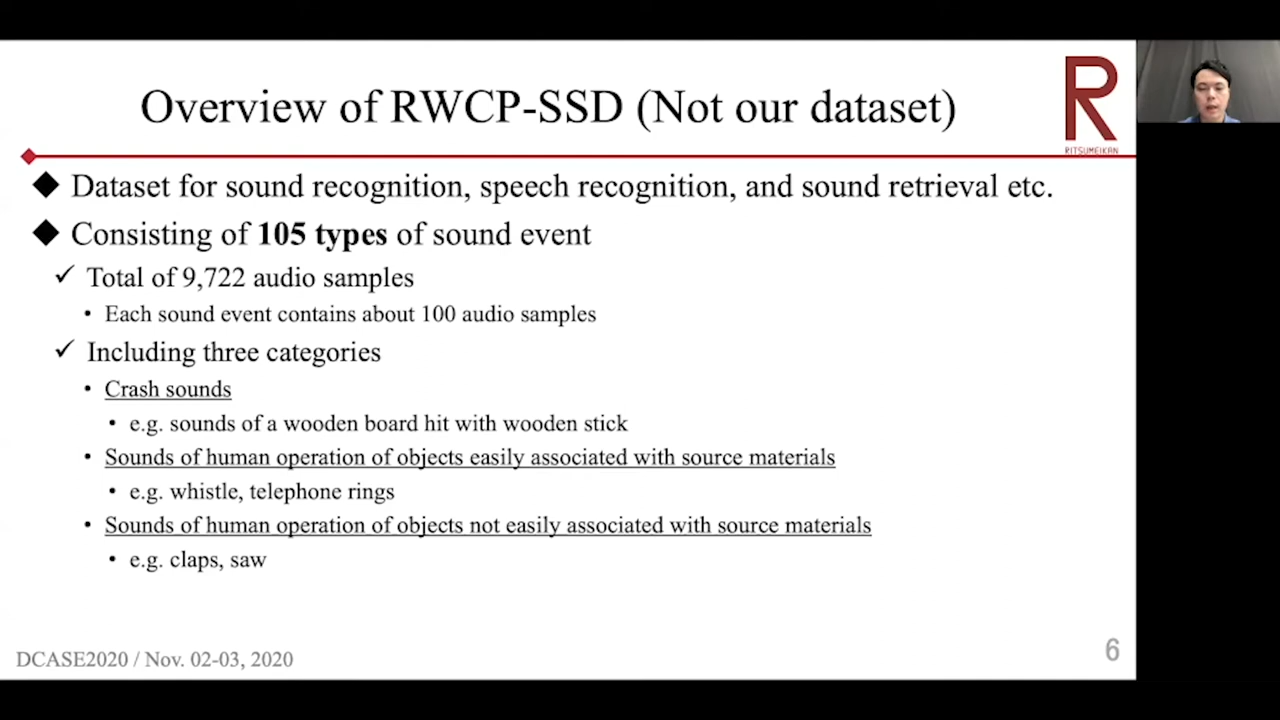 Overview of RWCP-SSD (Not our dataset)
R
RITSUMEIKAN
◆ Dataset for sound recognition, speech recognition, and sound retrieval etc.
◆ Consisting of 105 types of sound event
✓ Total of 9,722 audio samples
• Each sound event contains about 100 audio samples
✓ Including three categories
• Crash sounds
• e.g. sounds of a wooden board hit with wooden stick
• Sounds of human operation of objects easily associated with source materials
• e.g. whistle, telephone rings
• Sounds of human operation of objects not easily associated with source materials
• e.g. claps, saw
DCASE2020 / Nov. 02-03, 2020
6